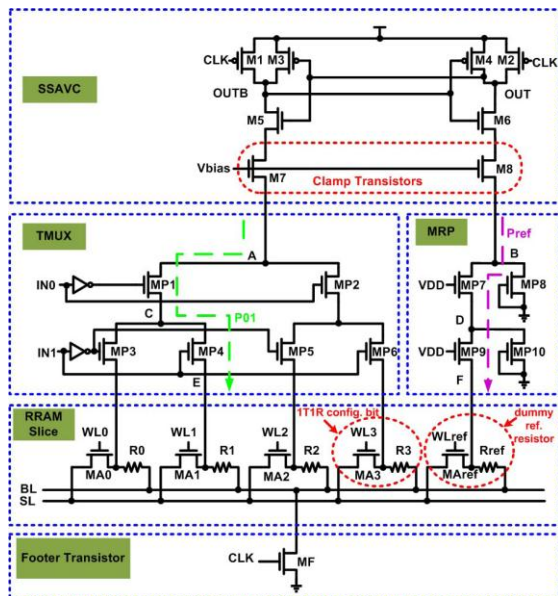 CLK M1 M3 M4 M2 CLK
SSAVC
OUTB OUT
M5 M6
Vbias M7 M8
Clamp Transistors
TMUX MRP
Pref
A B
IN0 MP1 MP2 VDD MP7 MP8
C P01 D
IN1 MP3 MP4 MP5 MP6 VDD MP9 MP10
E F
RRAM
Slice
1T1R config. bit
dummy
ref.
resistor
WL0 R0 WL1 R1 WL2 R2 WL3 R3 WLref Rref
MA0 MA1 MA2 MA3 MAref
BL
SL
Footer Transistor
CLK MF